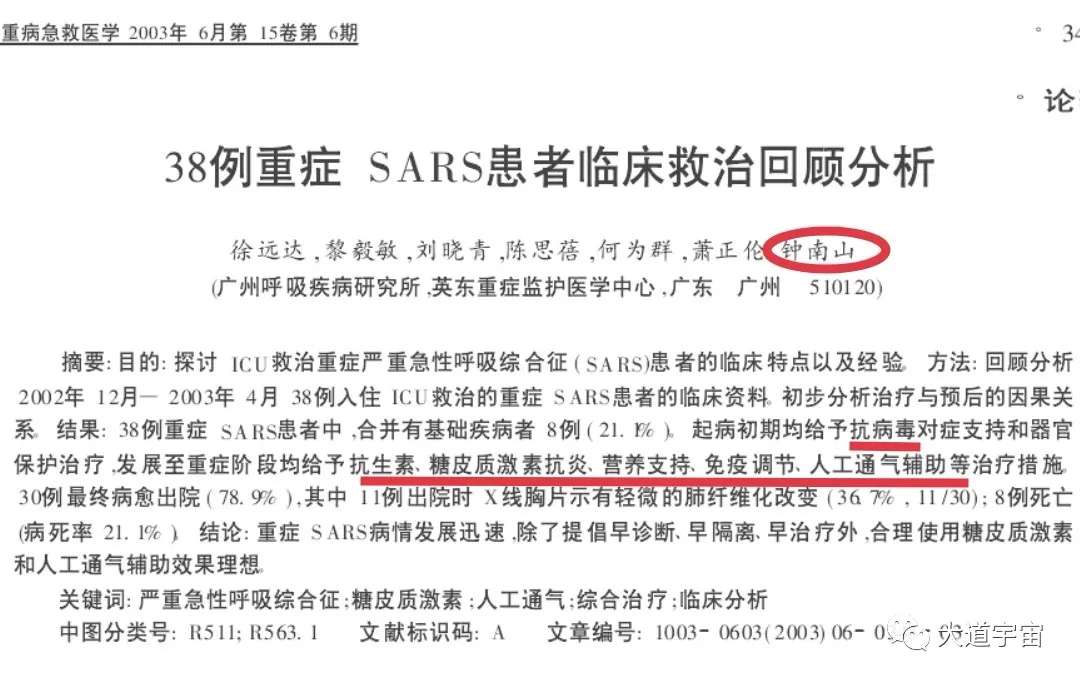 重病急救医学 2003年 6月第 15卷第 6期
38例重症 SARS患者临床救治回顾分析
徐远达,黎毅敏,刘晓青,陈思蓓,何为群,萧正伦 钟南山
(广州呼吸疾病研究所,英东重症监护医学中心,广东 广州 510120)
摘要:目的:探讨 ICU救治重症严重急性呼吸综合征(SARS)患者的临床特点以及经验。方法:回顾分析
2002年 12月—2003年 4月 38例入住 ICU救治的重症 SARS患者的临床资料。初步分析治疗与预后的因果关
系。结果:38例重症 SARS患者中,合并有基础疾病者 8例(21.1%)。起病初期均给予抗病毒对症支持和器官
保护治疗,发展至重症阶段均给予抗生素、糖皮质激素抗炎、营养支持、免疫调节、人工通气辅助等治疗措施。
30例最终病愈出院(78.9%),其中 11例出院时 X线胸片示有轻微的肺纤维化改变(36.7%,11/30);8例死亡
(病死率 21.1%)。结论:重症 SARS病情发展迅速,除了提倡早诊断、早隔离、早治疗外,合理使用糖皮质激素
和人工通气辅助效果理想。
关键词:严重急性呼吸综合征;糖皮质激素;人工通气;综合治疗;临床分析
中图分类号:R511;R563.1 文献标识码:A 文章编号:1003-0603(2003)06-0
大道宇宙